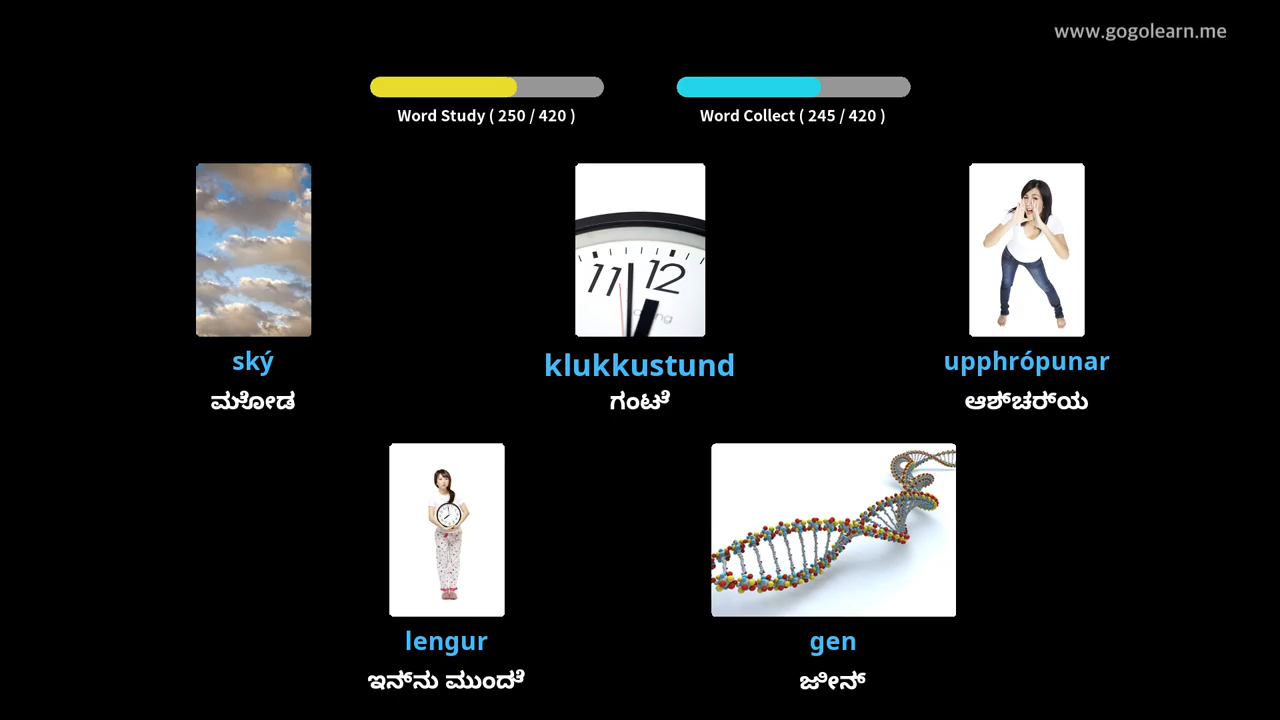 www.gogolearn.me
Word Study ( 250 / 420 )
Word Collect ( 245 / 420 )
ský
klukkustund
upphrópunar
ಮೋಡ
ಗಂಟೆ
ಆಶ್ಚರ್ಯ
lengur
gen
ಇನ್ನು ಮುಂದೆ
ಜೀನ್